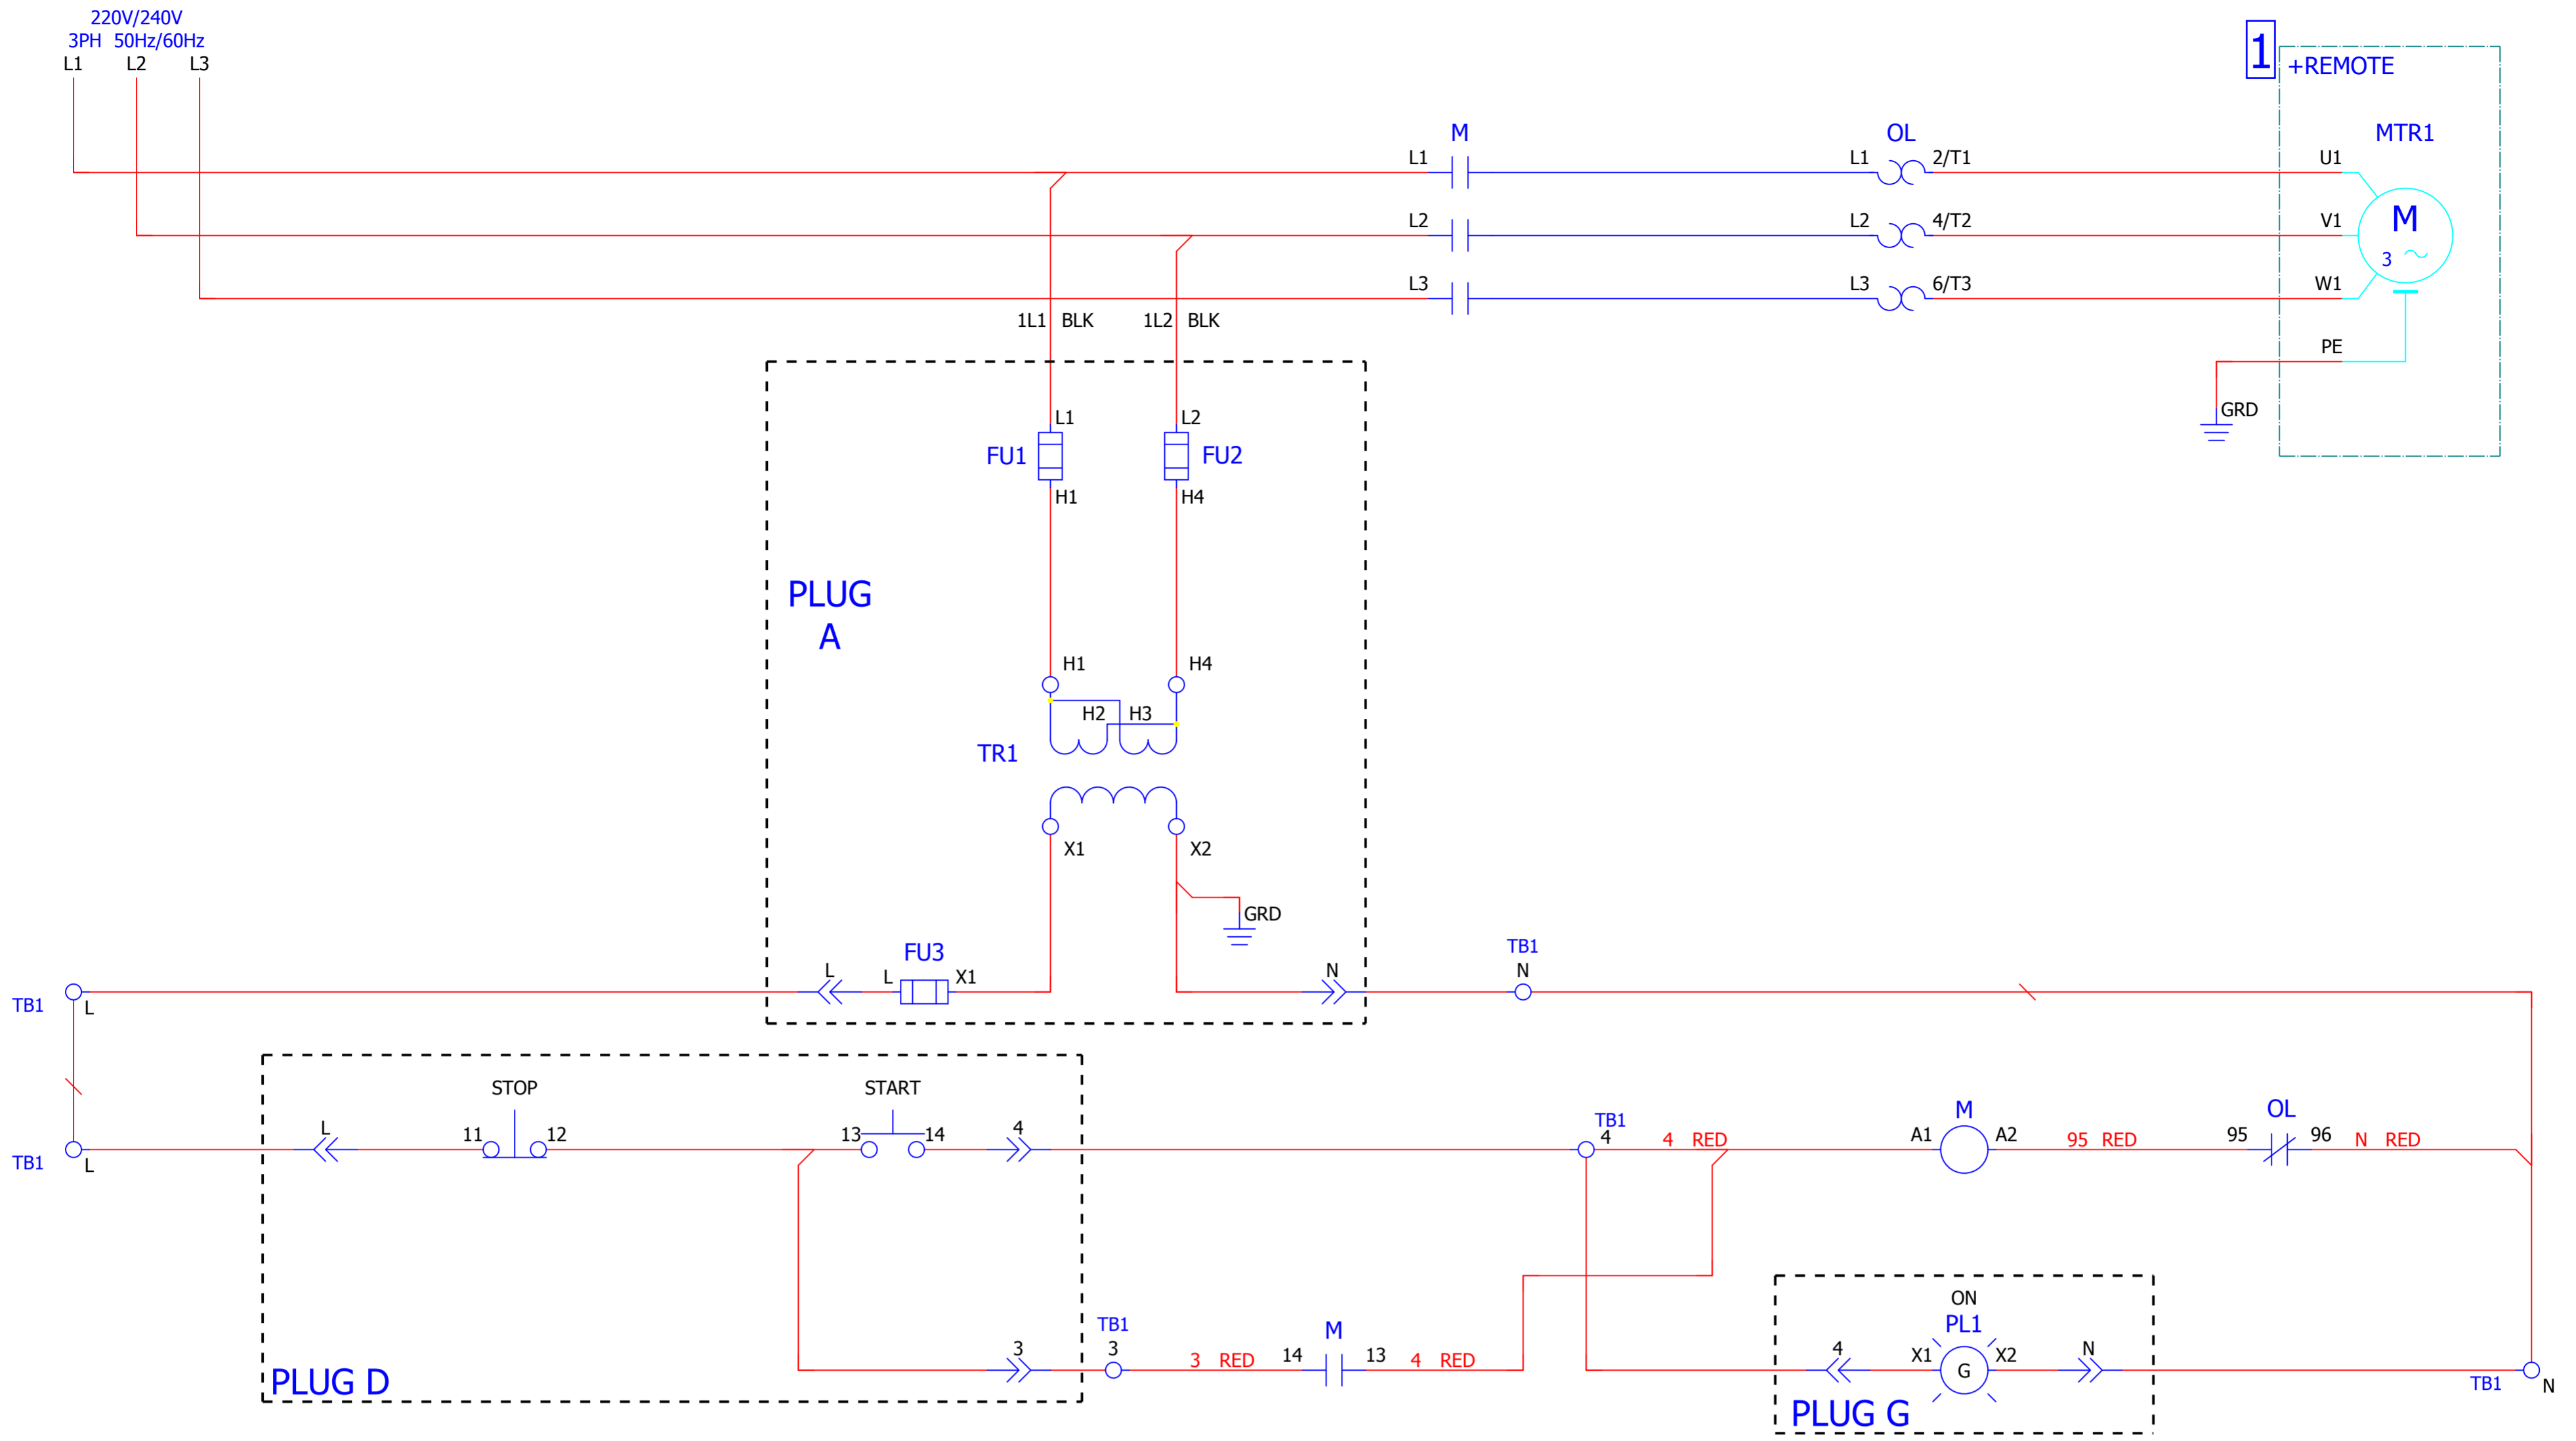 220V/240V
3PH 50Hz/60Hz
L1 L2 L3
1
+REMOTE
M OL MTR1
L1 L1 2/T1 U1
L2 L2 4/T2 V1
M
3
L3 L3 6/T3 W1
1L1 BLK 1L2 BLK
PE
GRD
L1 L2
FU1 FU2
H1 H4
PLUG
A
H1 H4
H2 H3
TR1
X1 X2
GRD
FU3
L L X1 N
TB1
N
TB1 L
STOP START
L 11 12 13 14 4
TB1 L
TB1
4
4 RED
M
A1 A2
95 RED
OL
95 96
N RED
PLUG D
3
TB1
3
3 RED
M
14 13
4 RED
ON
PL1
4 X1 G X2 N
PLUG G
TB1 N